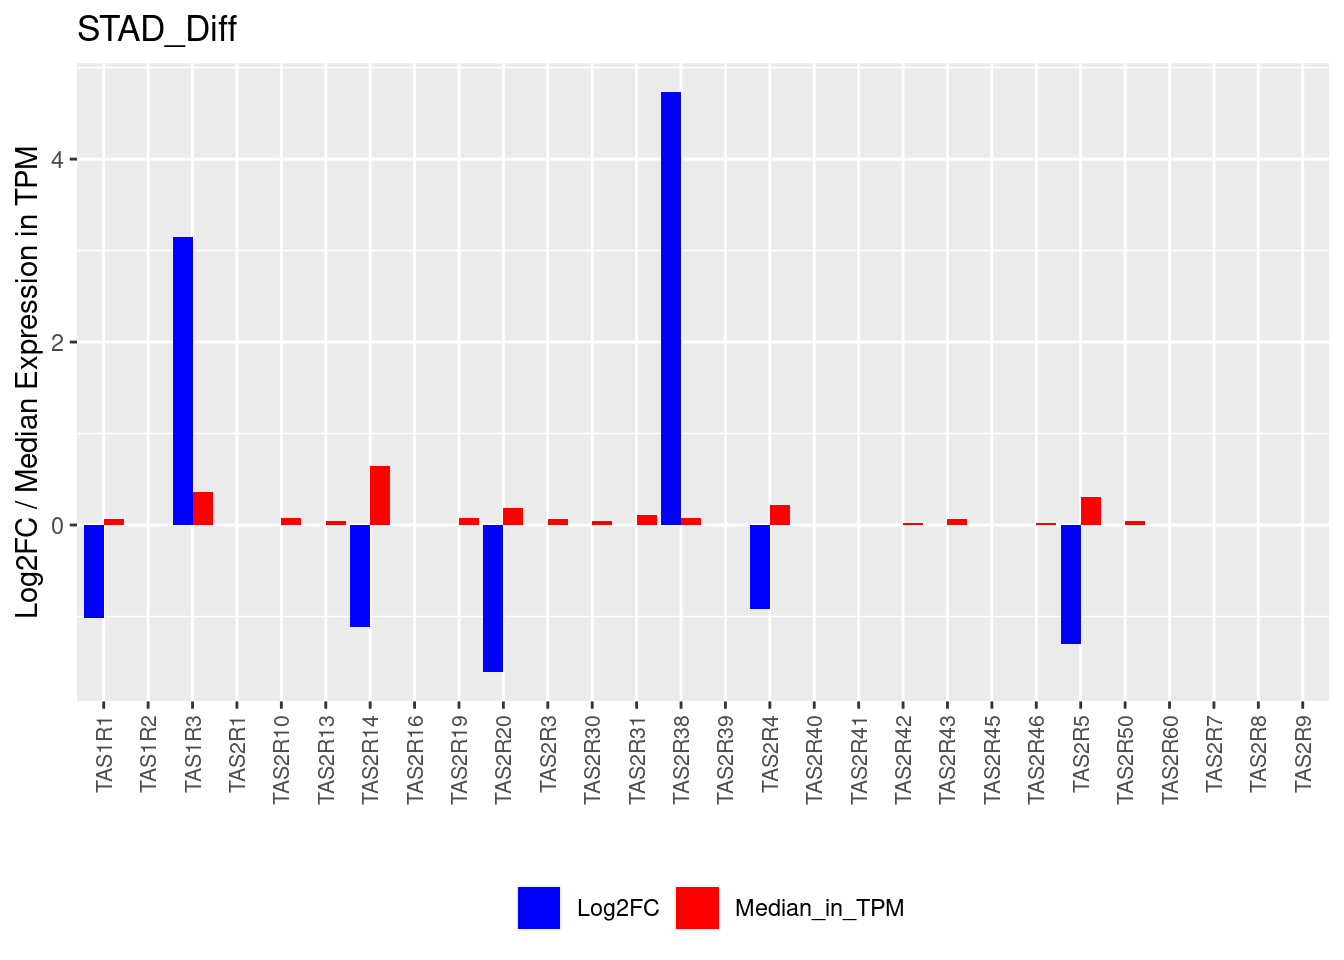 STAD_Diff
Log2FC / Median Expression in TPM
4
2
0
TAS1R1
TAS1R2
TAS1R3
TAS2R1
TAS2R10
TAS2R13
TAS2R14
TAS2R16
TAS2R19
TAS2R20
TAS2R3
TAS2R30
TAS2R31
TAS2R38
TAS2R39
TAS2R4
TAS2R40
TAS2R41
TAS2R42
TAS2R43
TAS2R45
TAS2R46
TAS2R5
TAS2R50
TAS2R60
TAS2R7
TAS2R8
TAS2R9
Log2FC Median_in_TPM